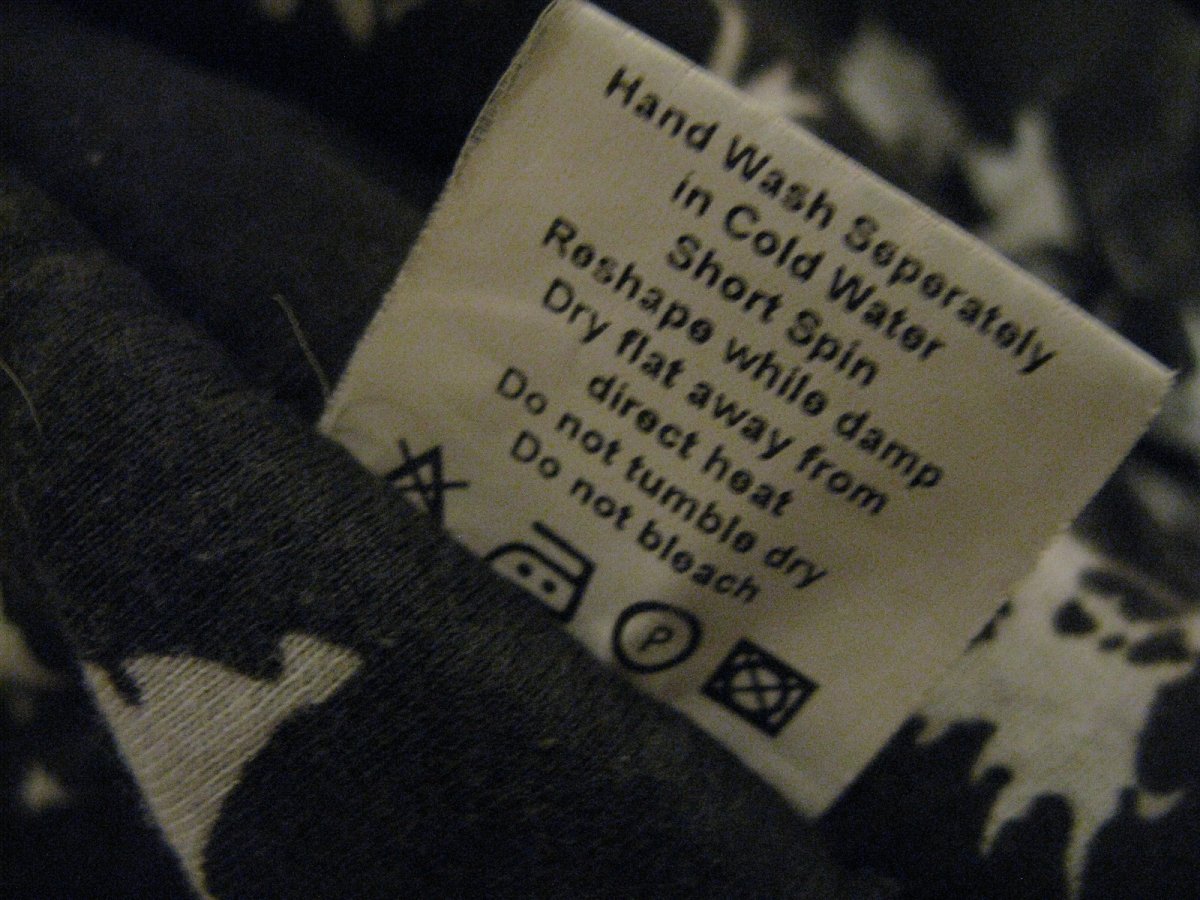 Hand Wash Seperately
in Cold Water
Short Spin
Reshape while damp
Dry flat away from
direct heat
Do not tumble dry
Do not bleach
P